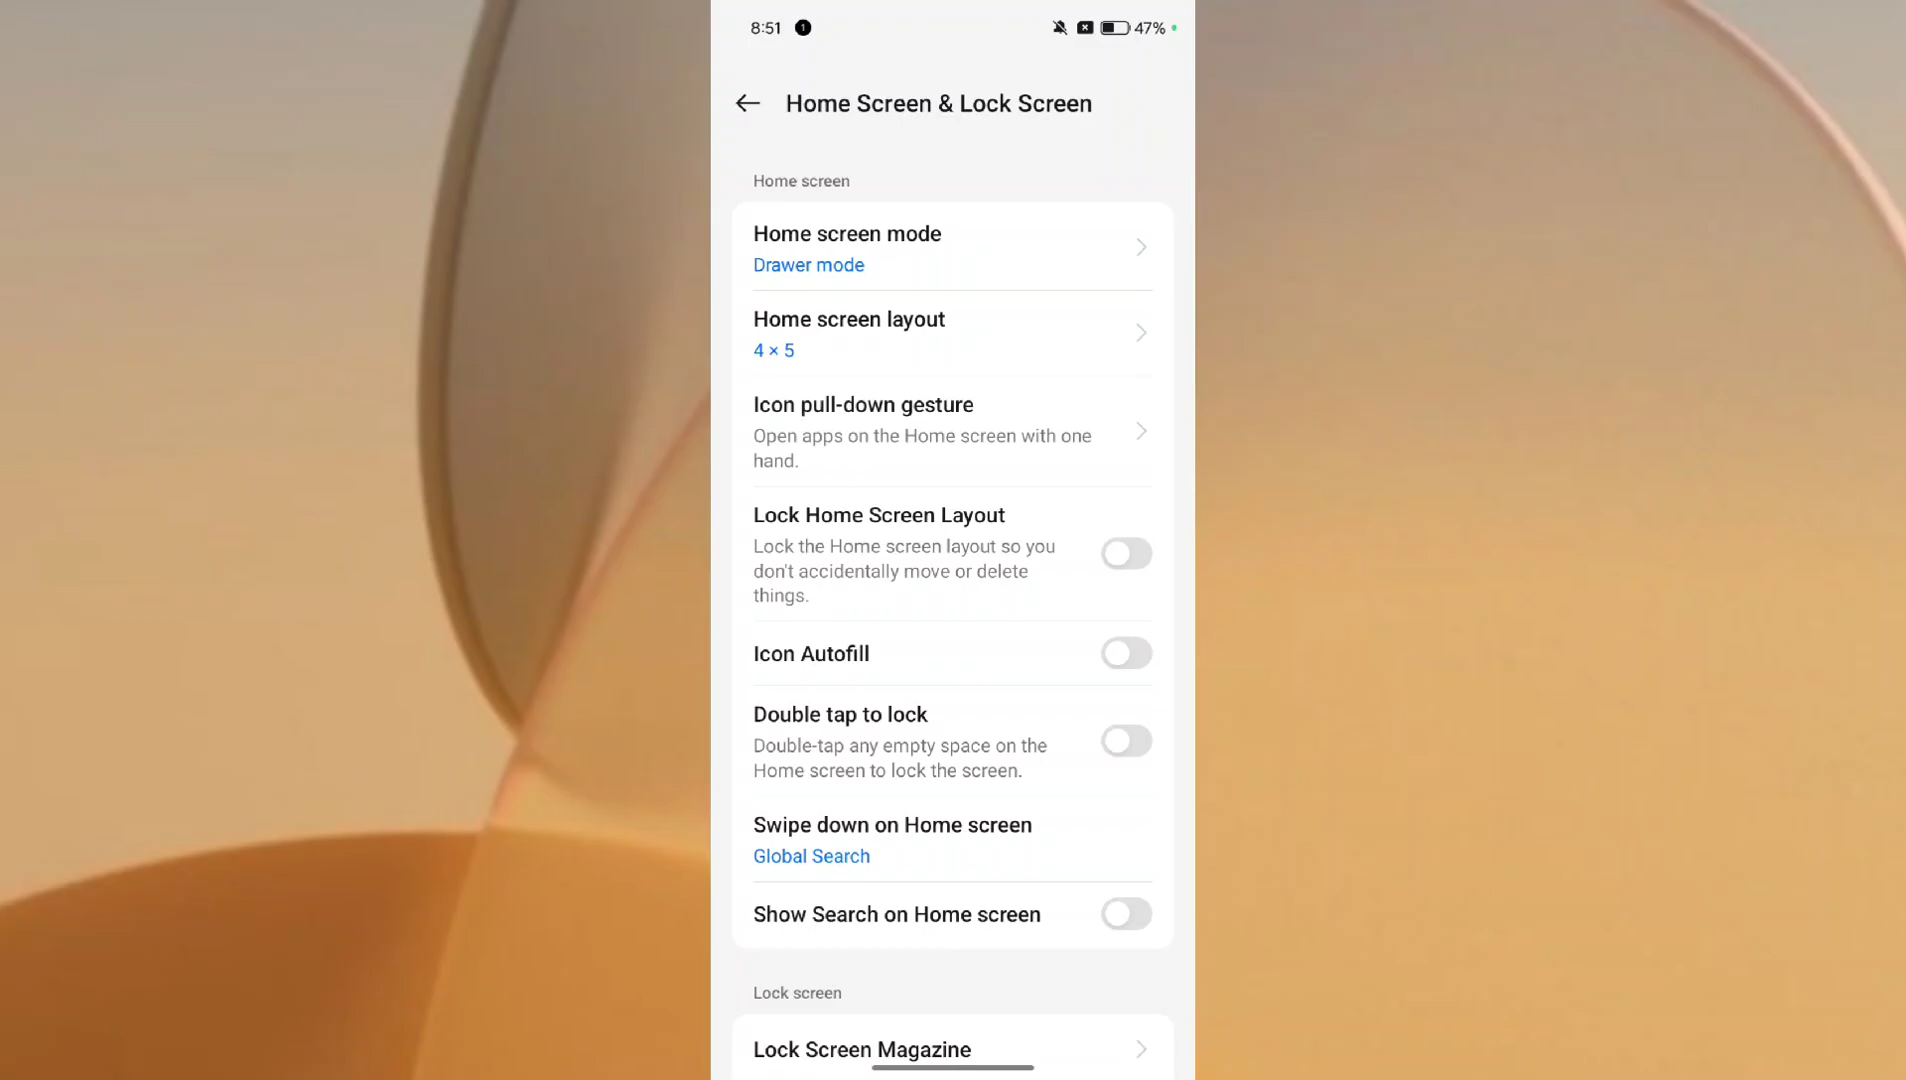 8:51 1 47%
Home Screen & Lock Screen
Home screen
Home screen mode
Drawer mode
Home screen layout
4 × 5
Icon pull-down gesture
Open apps on the Home screen with one
hand.
Lock Home Screen Layout
Lock the Home screen layout so you
don't accidentally move or delete
things.
Icon Autofill
Double tap to lock
Double-tap any empty space on the
Home screen to lock the screen.
Swipe down on Home screen
Global Search
Show Search on Home screen
Lock screen
Lock Screen Magazine